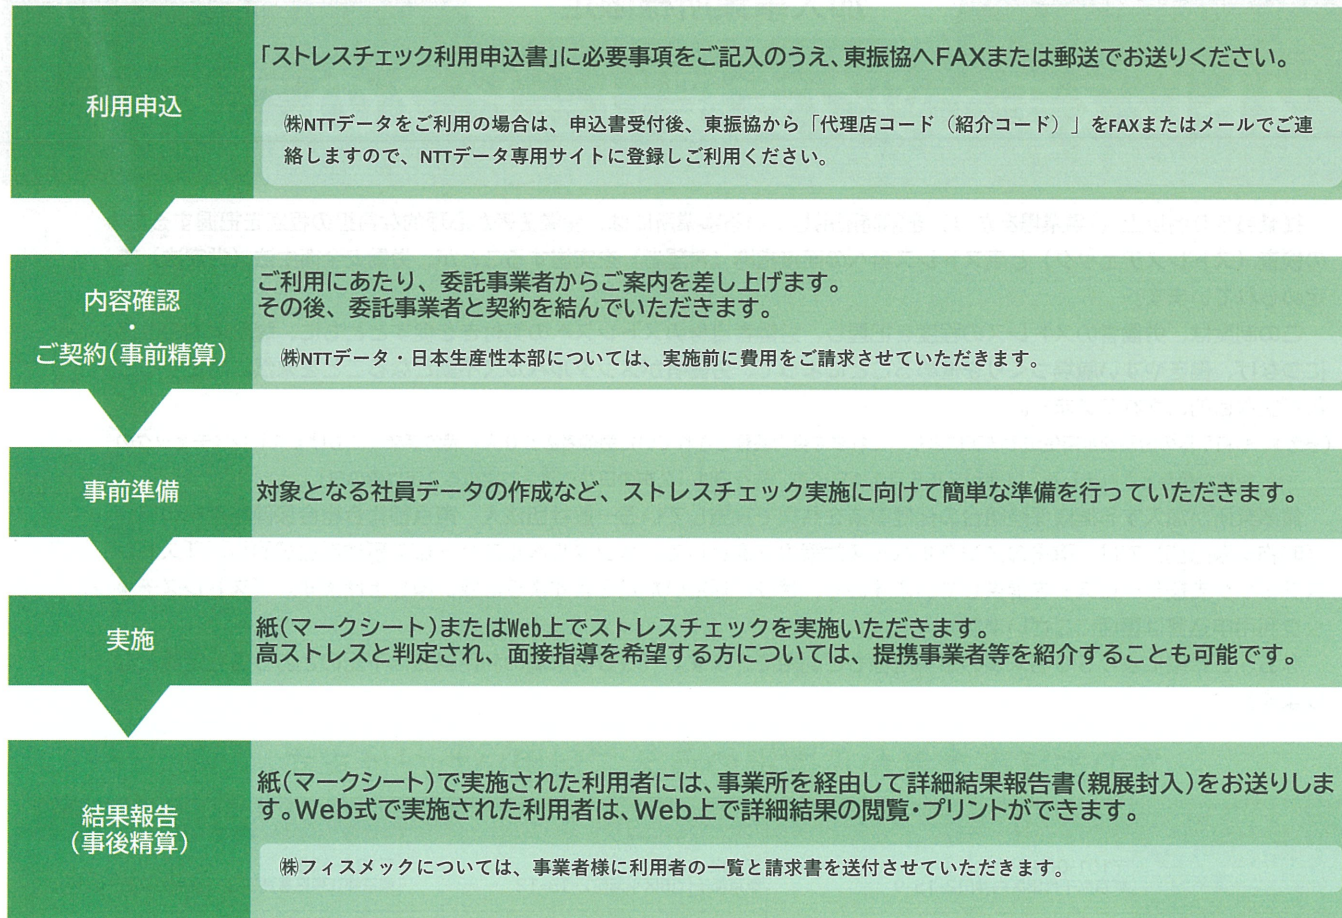 利用申込
「ストレスチェック利用申込書」に必要事項をご記入のうえ、東振協へFAXまたは郵送でお送りください。
㈱NTTデータをご利用の場合は、申込書受付後、東振協から「代理店コード（紹介コード）」をFAXまたはメールでご連
絡しますので、NTTデータ専用サイトに登録しご利用ください。
内容確認
・
ご契約(事前精算)
ご利用にあたり、委託事業者からご案内を差し上げます。
その後、委託事業者と契約を結んでいただきます。
㈱NTTデータ・日本生産性本部については、実施前に費用をご請求させていただきます。
事前準備
対象となる社員データの作成など、ストレスチェック実施に向けて簡単な準備を行っていただきます。
実施
紙(マークシート)またはWeb上でストレスチェックを実施いただきます。
高ストレスと判定され、面接指導を希望する方については、提携事業者等を紹介することも可能です。
結果報告
(事後精算)
紙(マークシート)で実施された利用者には、事業所を経由して詳細結果報告書(親展封入)をお送りしま
す。Web式で実施された利用者は、Web上で詳細結果の閲覧・プリントができます。
㈱フィスメックについては、事業者様に利用者の一覧と請求書を送付させていただきます。